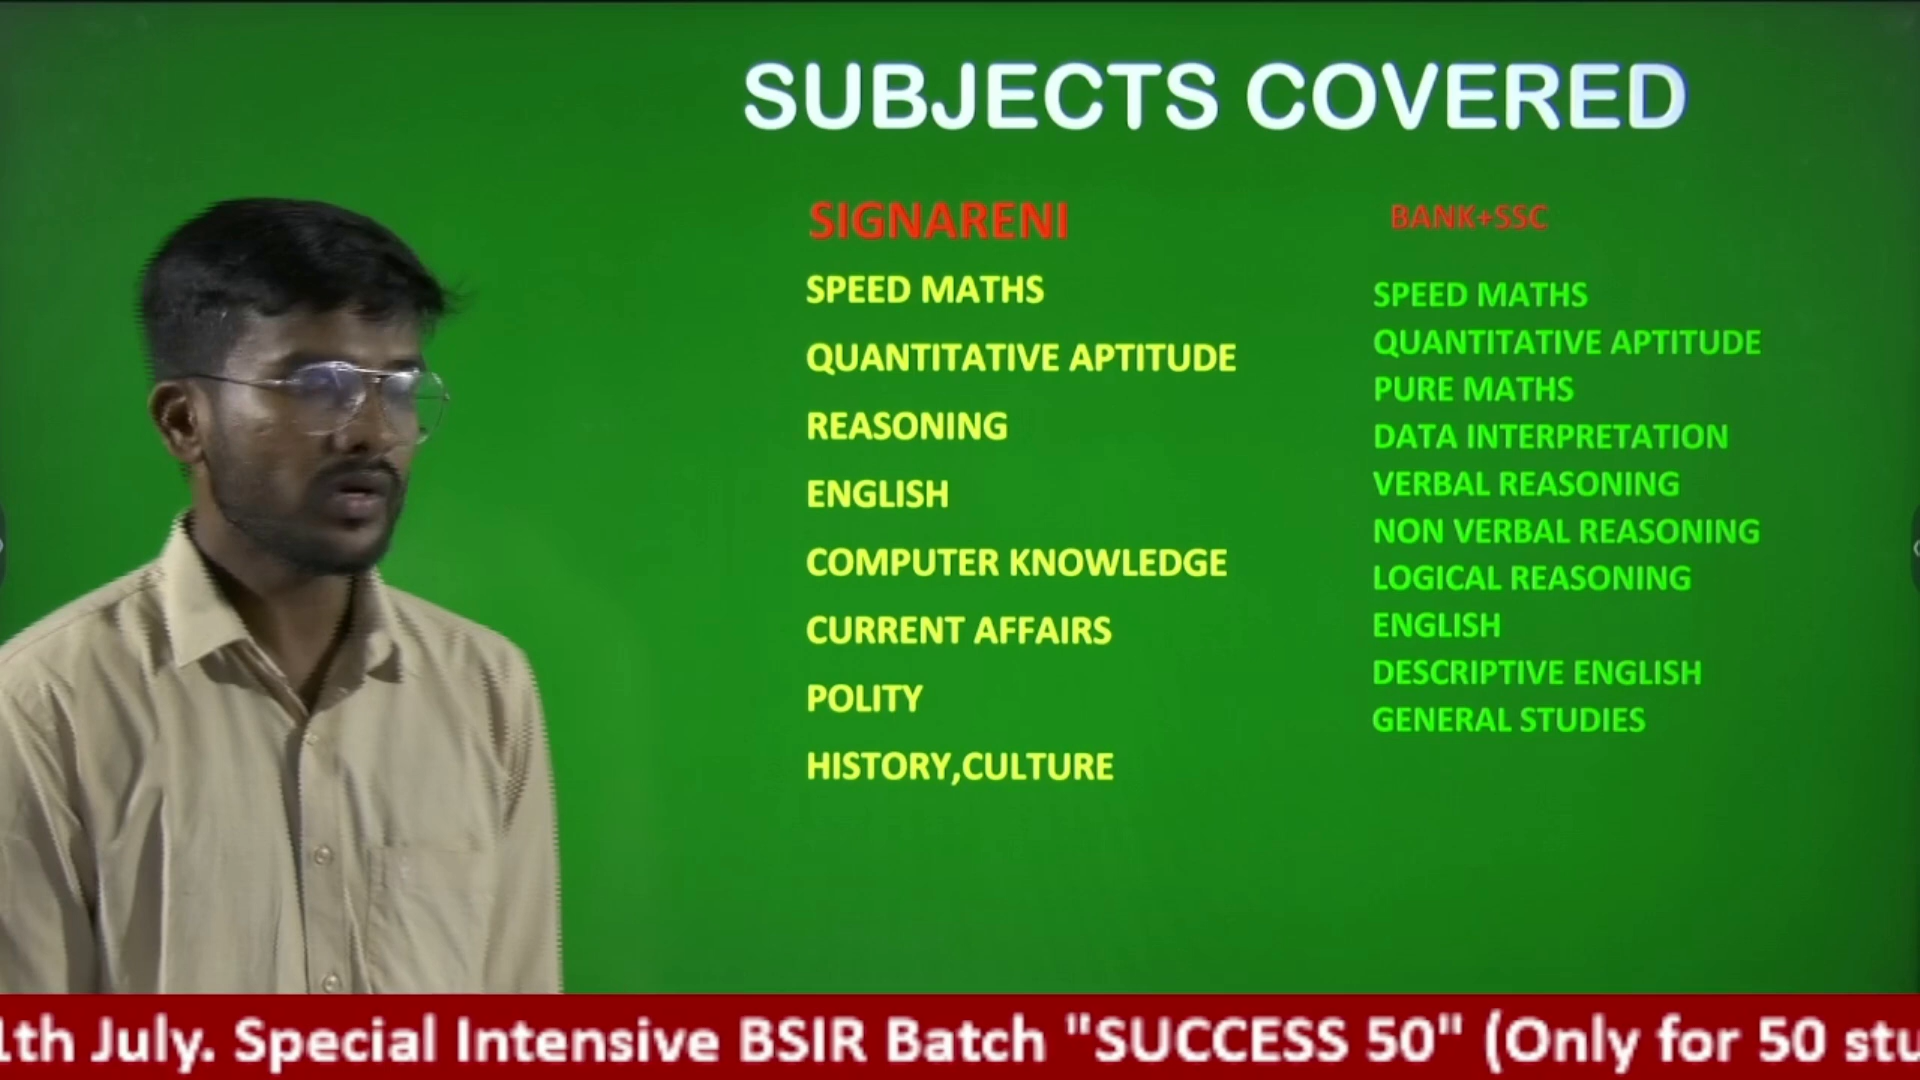 SUBJECTS COVERED
SIGNARENI
SPEED MATHS
QUANTITATIVE APTITUDE
REASONING
ENGLISH
COMPUTER KNOWLEDGE
CURRENT AFFAIRS
POLITY
HISTORY,CULTURE
BANK+SSC
SPEED MATHS
QUANTITATIVE APTITUDE
PURE MATHS
DATA INTERPRETATION
VERBAL REASONING
NON VERBAL REASONING
LOGICAL REASONING
ENGLISH
DESCRIPTIVE ENGLISH
GENERAL STUDIES
1th July. Special Intensive BSIR Batch "SUCCESS 50" (Only for 50 stu